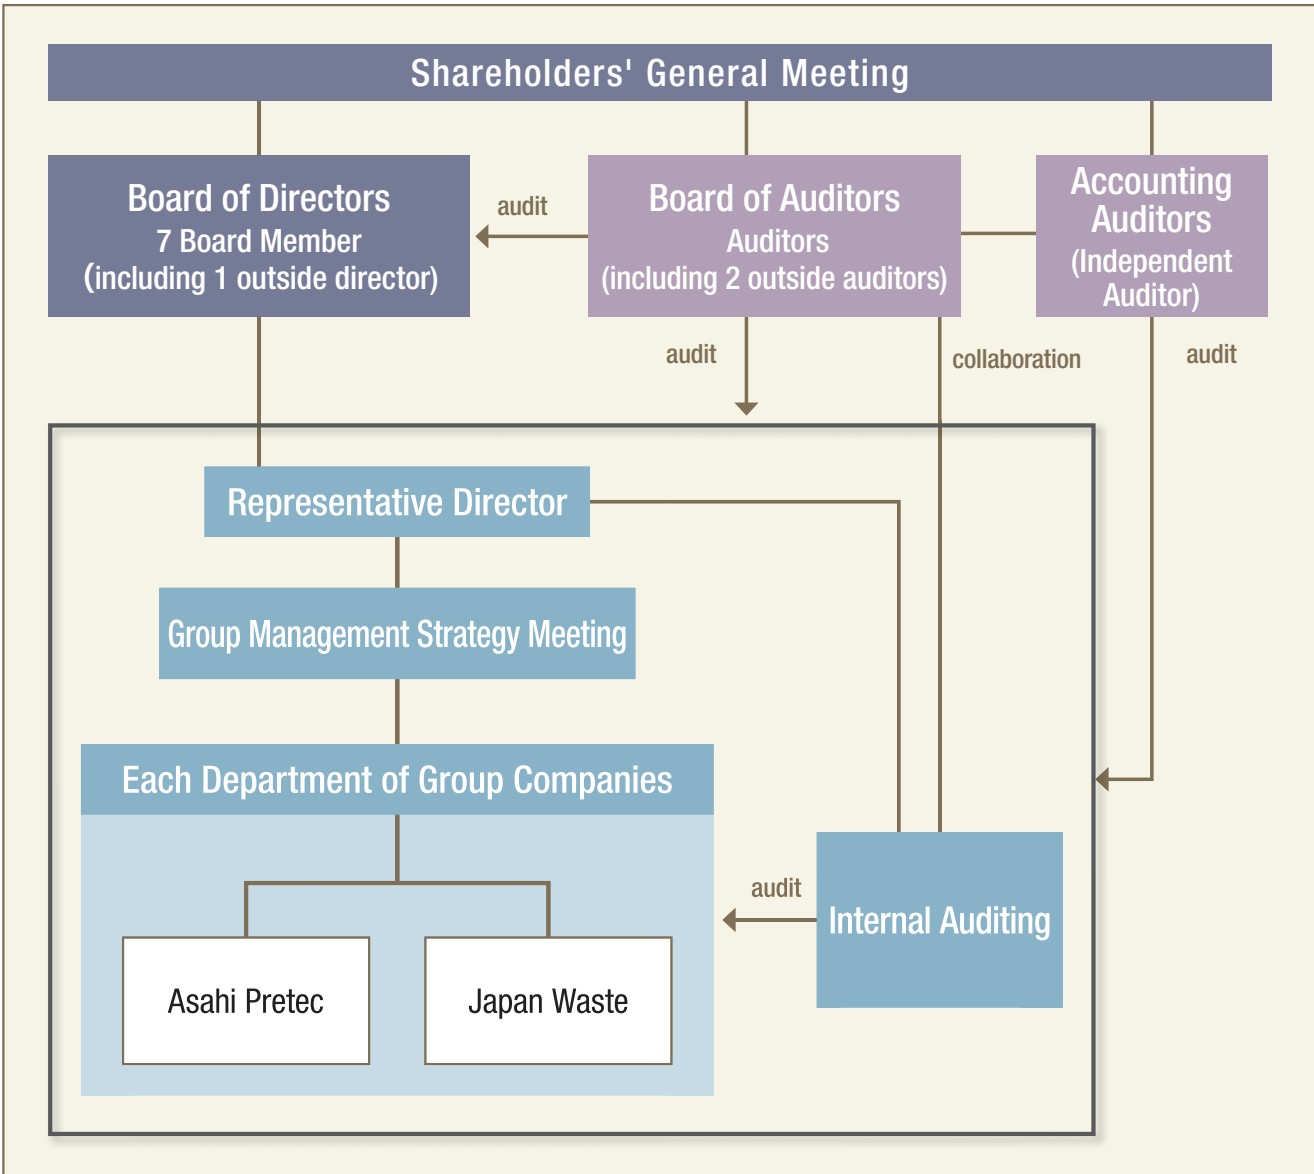 Shareholders' General Meeting
Board of Directors
7 Board Member
(including 1 outside director)
audit
Board of Auditors
Auditors
(including 2 outside auditors)
Accounting
Auditors
(Independent
Auditor)
audit
collaboration
audit
Representative Director
Group Management Strategy Meeting
Each Department of Group Companies
audit
Internal Auditing
Asahi Pretec
Japan Waste